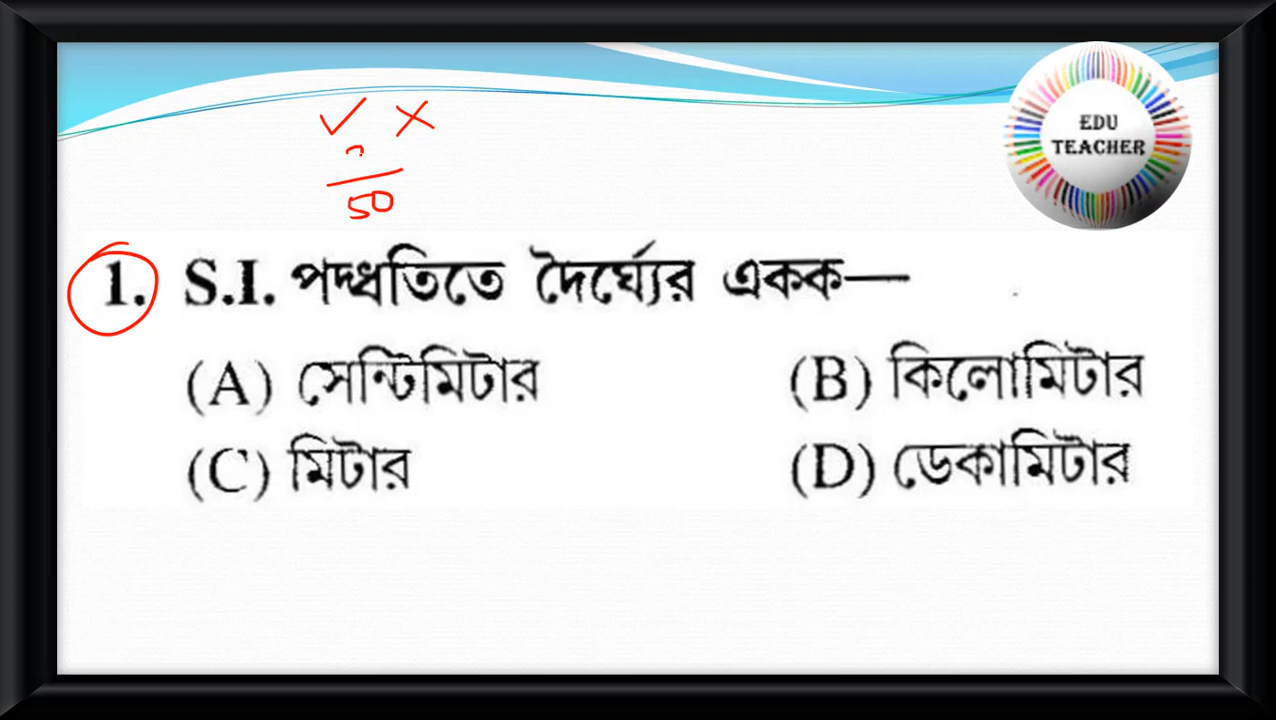 EDU
TEACHER
✓ ✗
?
50
1. S.I. পদ্ধতিতে দৈর্ঘ্যের একক—
(A) সেন্টিমিটার (B) কিলোমিটার
(C) মিটার (D) ডেকামিটার